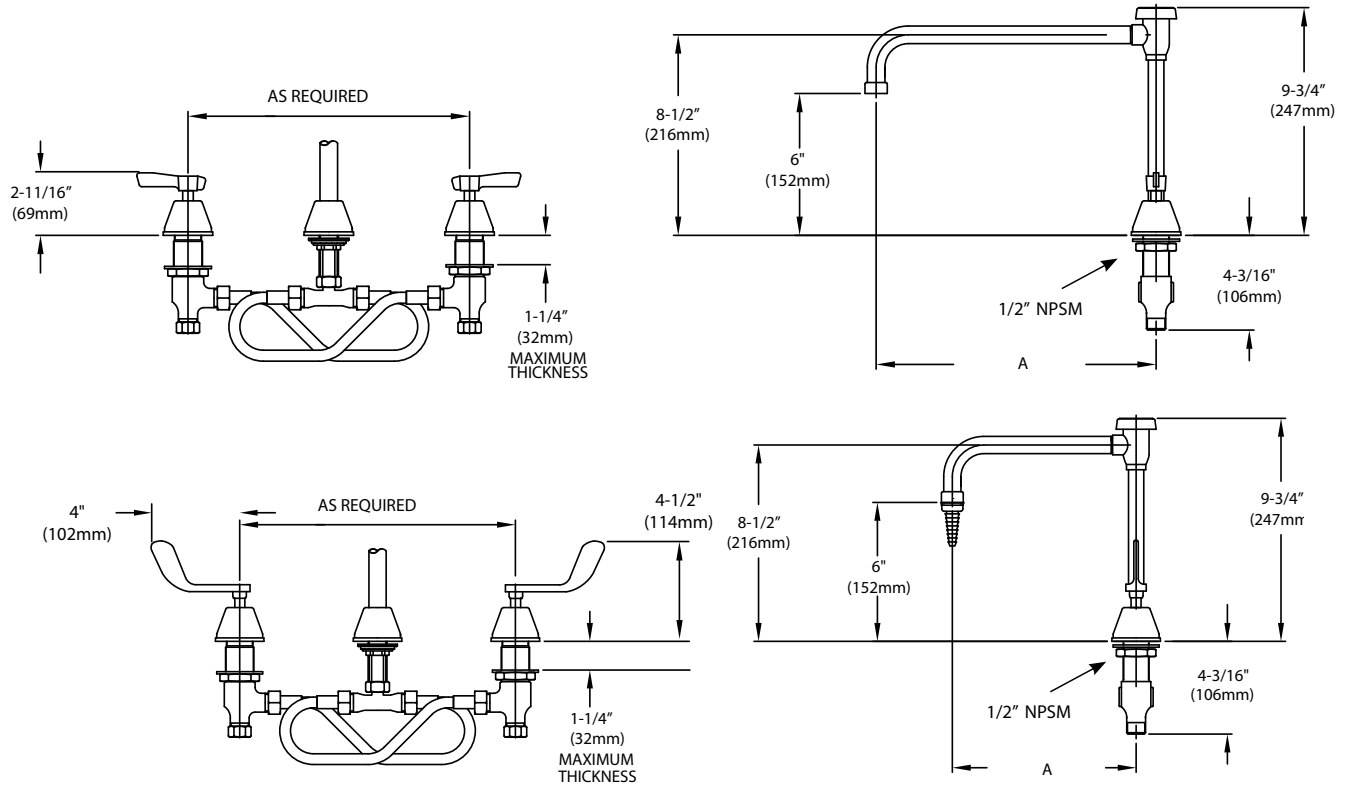 AS REQUIRED
2-11/16”
(69mm)
1-1/4”
(32mm)
MAXIMUM
THICKNESS
8-1/2”
(216mm)
6"
(152mm)
9-3/4”
(247mm)
4-3/16"
(106mm)
1/2” NPSM
A
4"
(102mm)
AS REQUIRED
4-1/2"
(114mm)
1-1/4”
(32mm)
MAXIMUM
THICKNESS
8-1/2”
(216mm)
6"
(152mm)
9-3/4”
(247mm
4-3/16"
(106mm)
1/2” NPSM
A